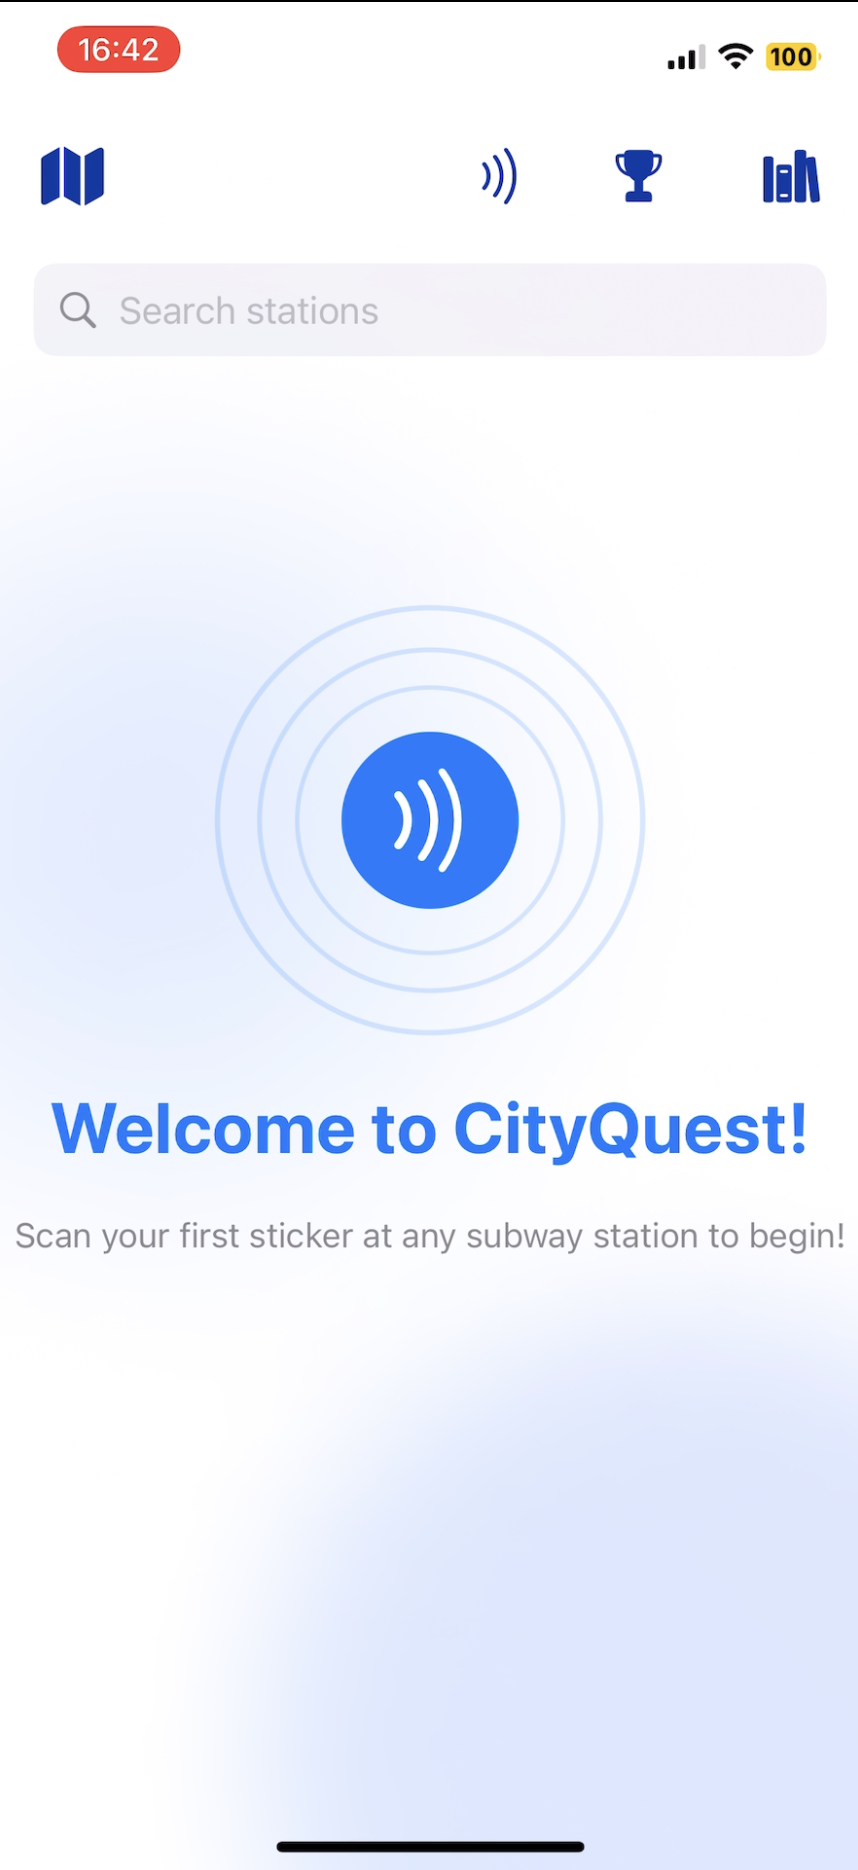 16:42
100
Search stations
Welcome to CityQuest!
Scan your first sticker at any subway station to begin!